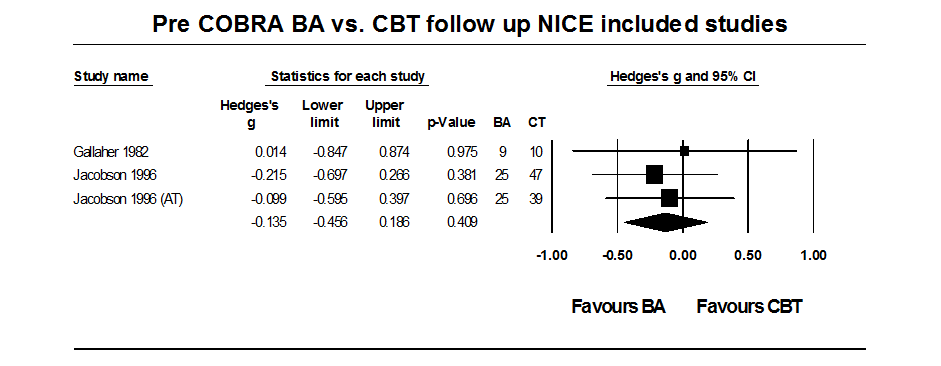 Pre COBRA BA vs. CBT follow up NICE included studies
Study name Statistics for each study Hedges's g and 95% CI
Hedges's Lower Upper
g limit limit p-Value BA CT
Gallaher 1982 0.014 -0.847 0.874 0.975 9 10
Jacobson 1996 -0.215 -0.697 0.266 0.381 25 47
Jacobson 1996 (AT) -0.099 -0.595 0.397 0.696 25 39
-0.135 -0.456 0.186 0.409
-1.00 -0.50 0.00 0.50 1.00
Favours BA Favours CBT